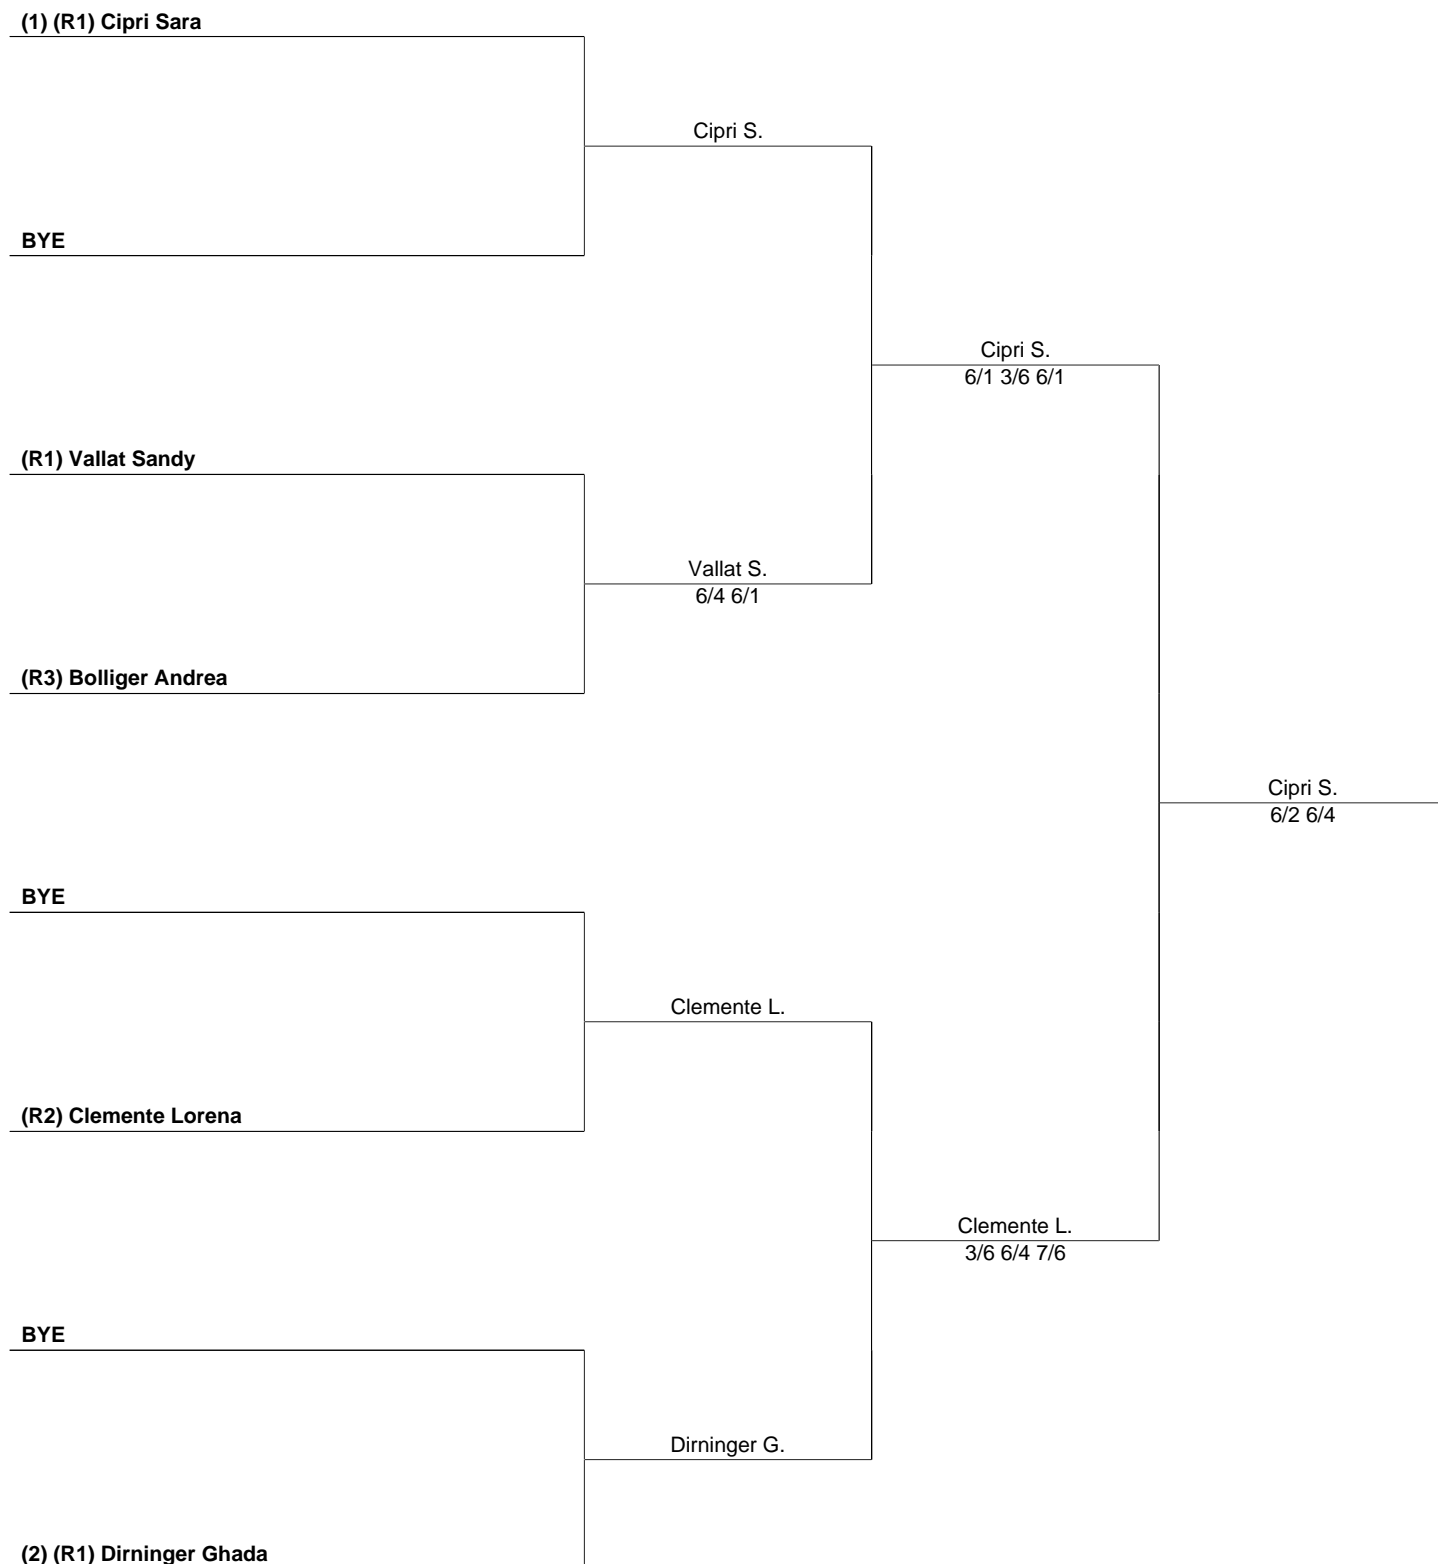 (1) (R1) Cipri Sara
Cipri S.
BYE
Cipri S.
6/1 3/6 6/1
(R1) Vallat Sandy
Vallat S.
6/4 6/1
(R3) Bolliger Andrea
Cipri S.
6/2 6/4
BYE
Clemente L.
(R2) Clemente Lorena
Clemente L.
3/6 6/4 7/6
BYE
Dirninger G.
(2) (R1) Dirninger Ghada